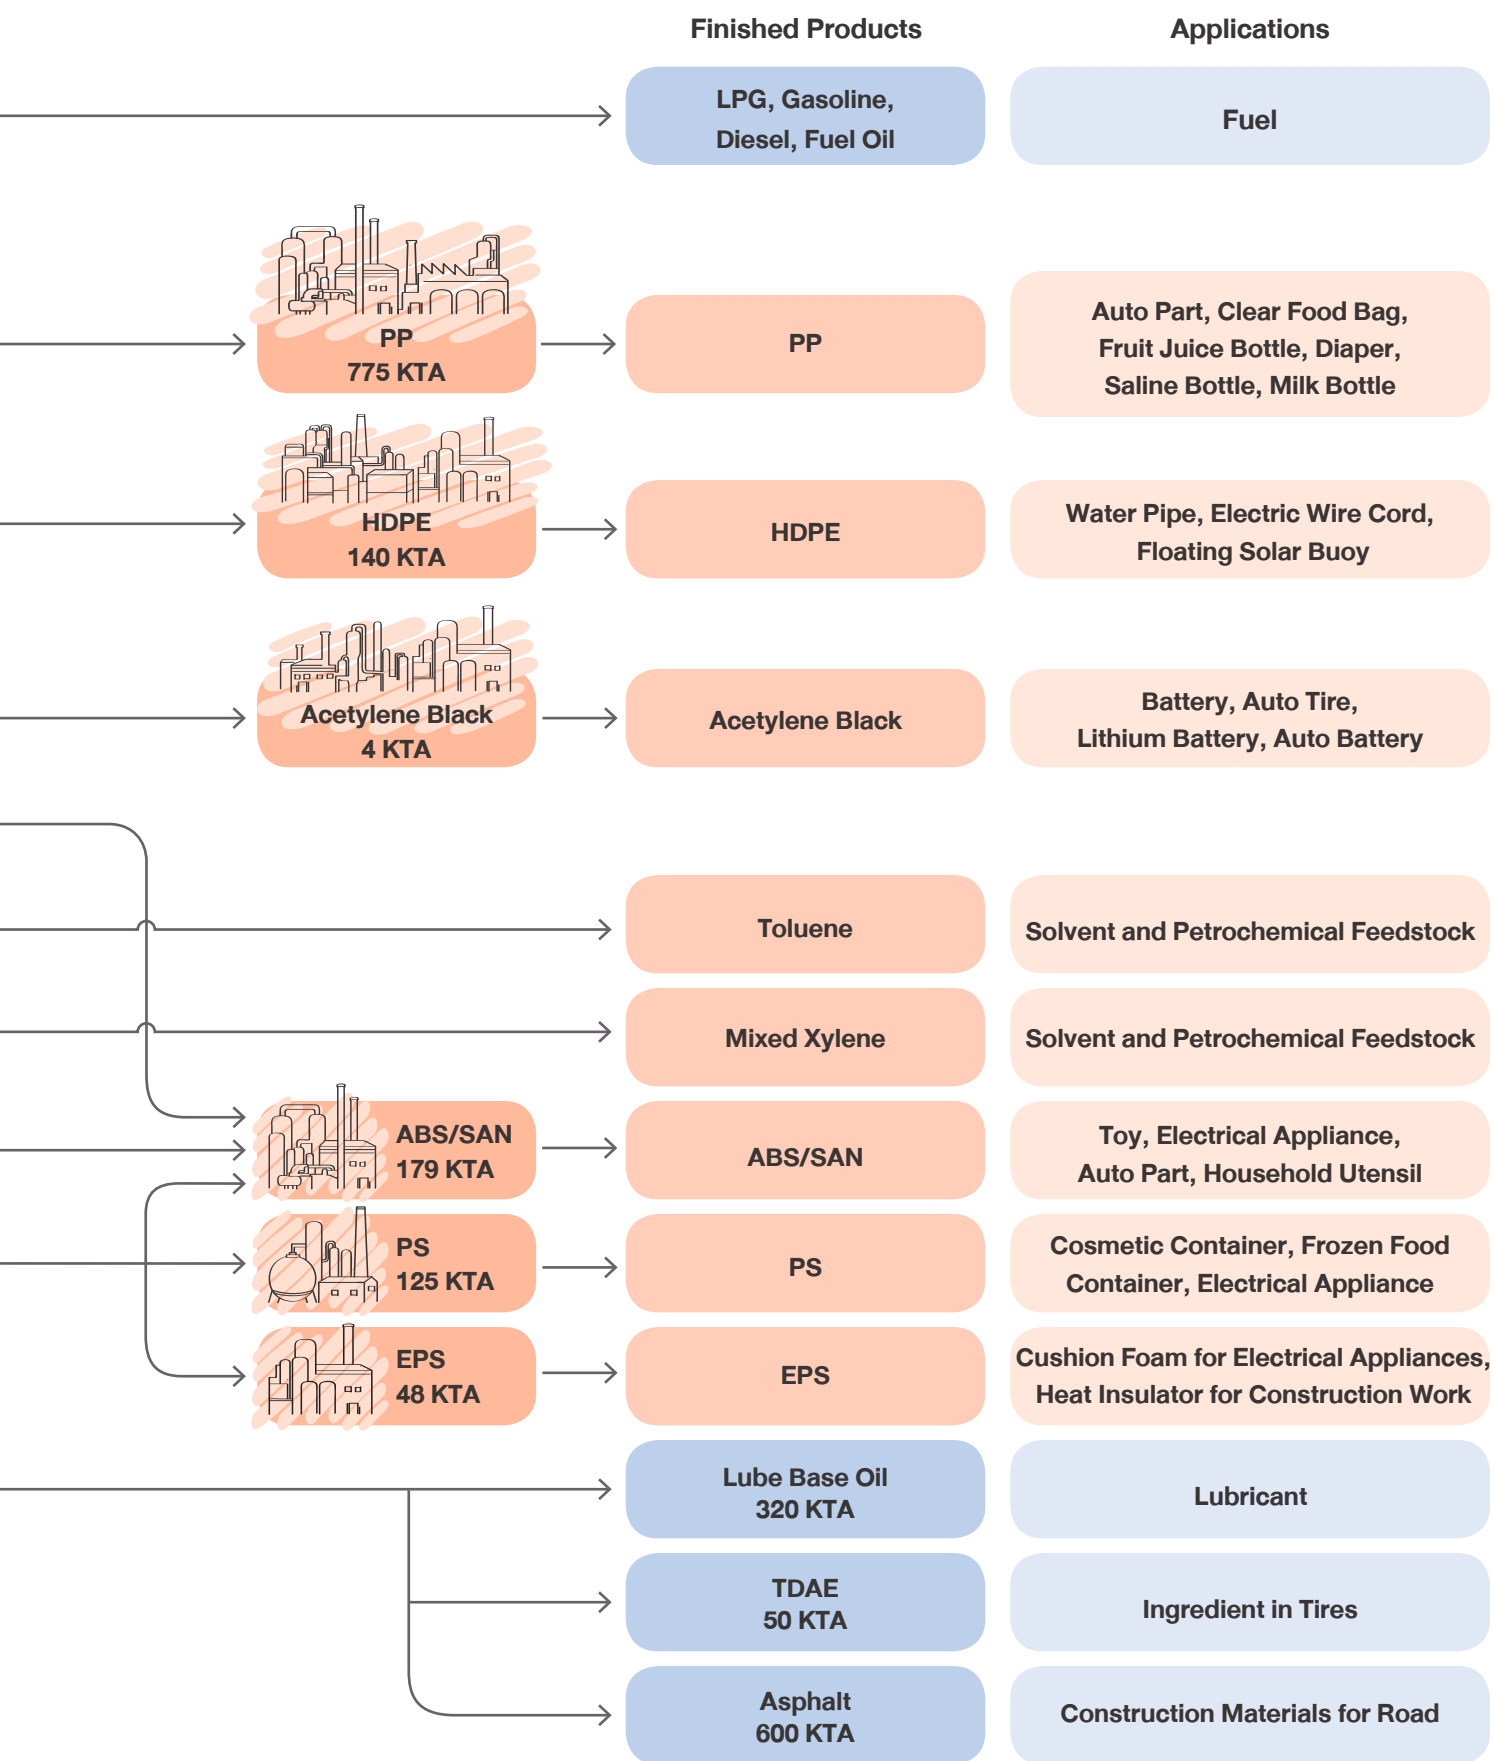 Finished Products
Applications
LPG, Gasoline,
Diesel, Fuel Oil
Fuel
PP
775 KTA
PP
Auto Part, Clear Food Bag,
Fruit Juice Bottle, Diaper,
Saline Bottle, Milk Bottle
HDPE
140 KTA
HDPE
Water Pipe, Electric Wire Cord,
Floating Solar Buoy
Acetylene Black
4 KTA
Acetylene Black
Battery, Auto Tire,
Lithium Battery, Auto Battery
Toluene
Solvent and Petrochemical Feedstock
Mixed Xylene
Solvent and Petrochemical Feedstock
ABS/SAN
179 KTA
ABS/SAN
Toy, Electrical Appliance,
Auto Part, Household Utensil
PS
125 KTA
PS
Cosmetic Container, Frozen Food
Container, Electrical Appliance
EPS
48 KTA
EPS
Cushion Foam for Electrical Appliances,
Heat Insulator for Construction Work
Lube Base Oil
320 KTA
Lubricant
TDAE
50 KTA
Ingredient in Tires
Asphalt
600 KTA
Construction Materials for Road